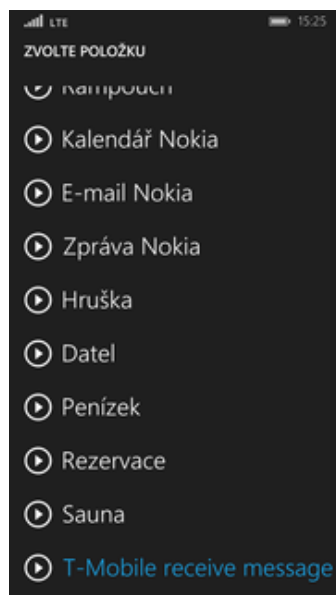 LTE 15:25
ZVOLTE POLOŽKU
Kampouch
Kalendář Nokia
E-mail Nokia
Zpráva Nokia
Hruška
Datel
Penízek
Rezervace
Sauna
T-Mobile receive message